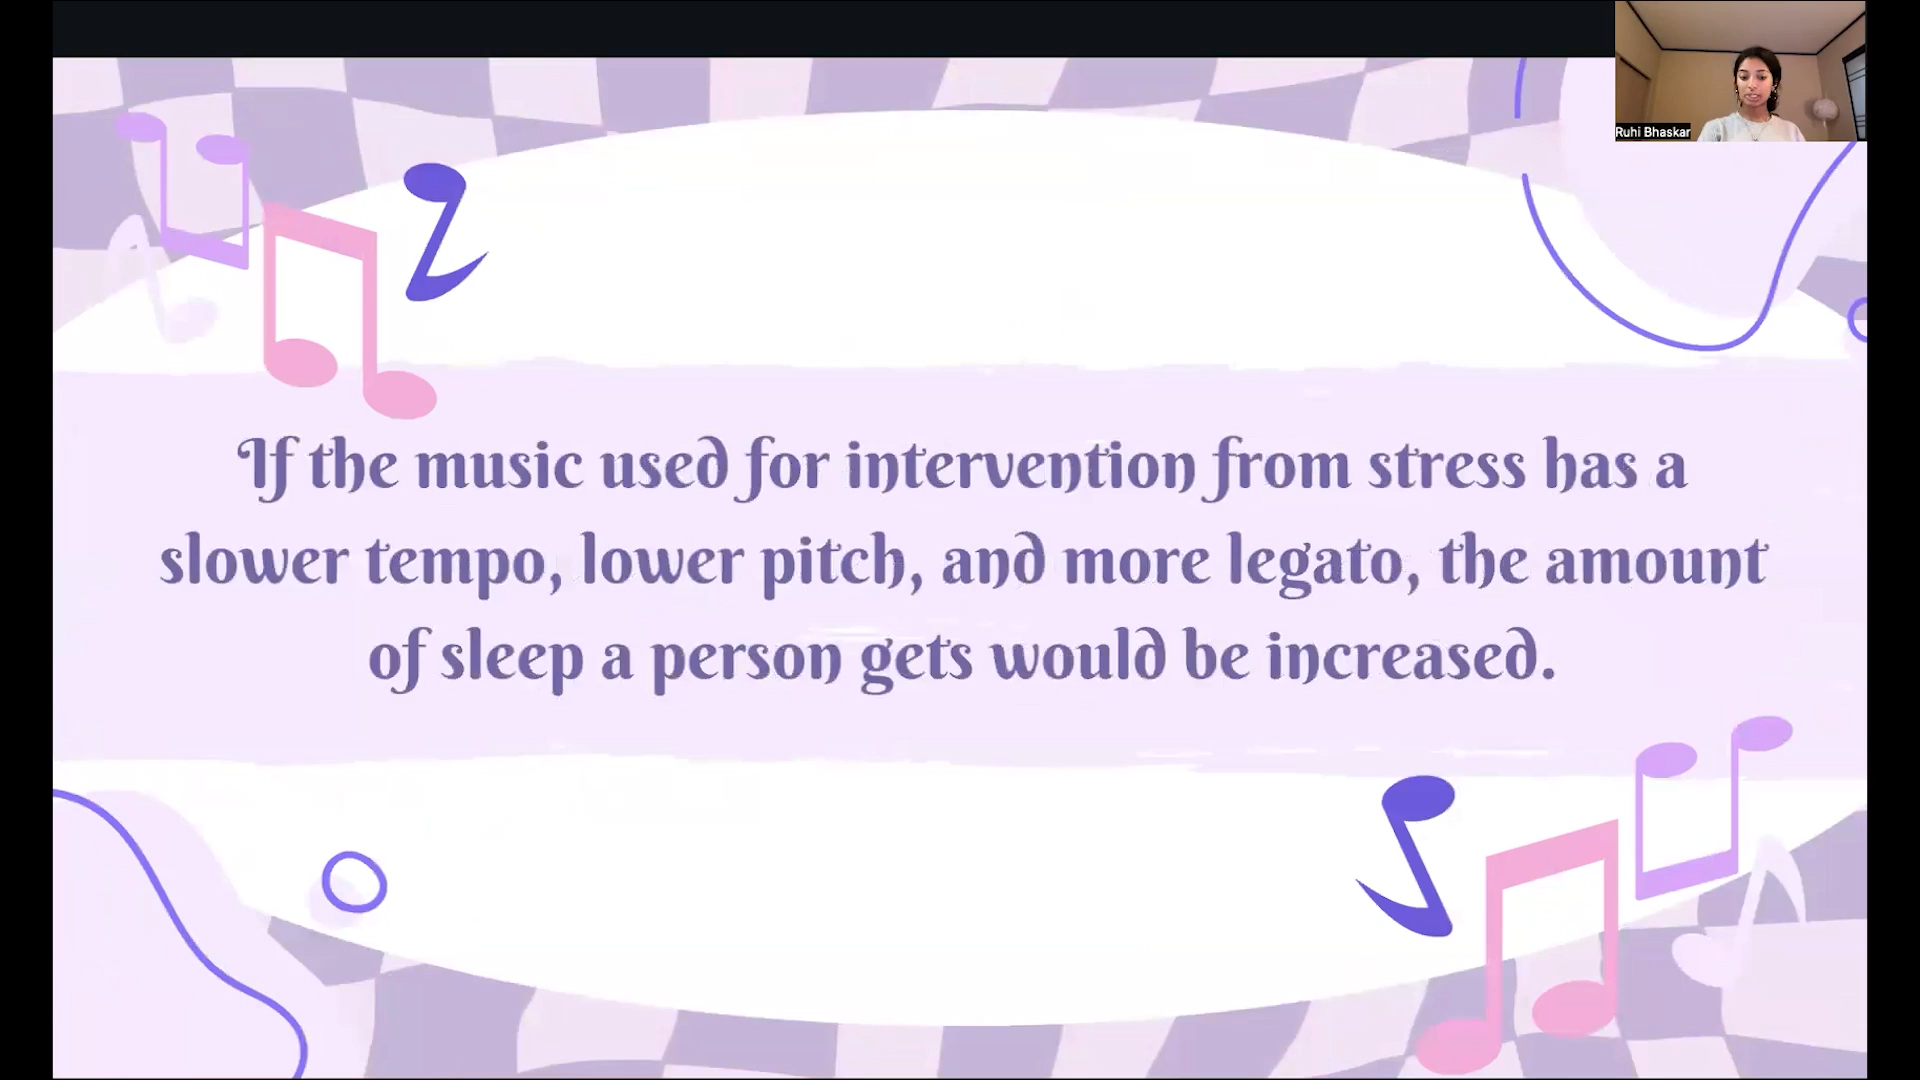 Ruhi Bhaskar
If the music used for intervention from stress has a
slower tempo, lower pitch, and more legato, the amount
of sleep a person gets would be increased.